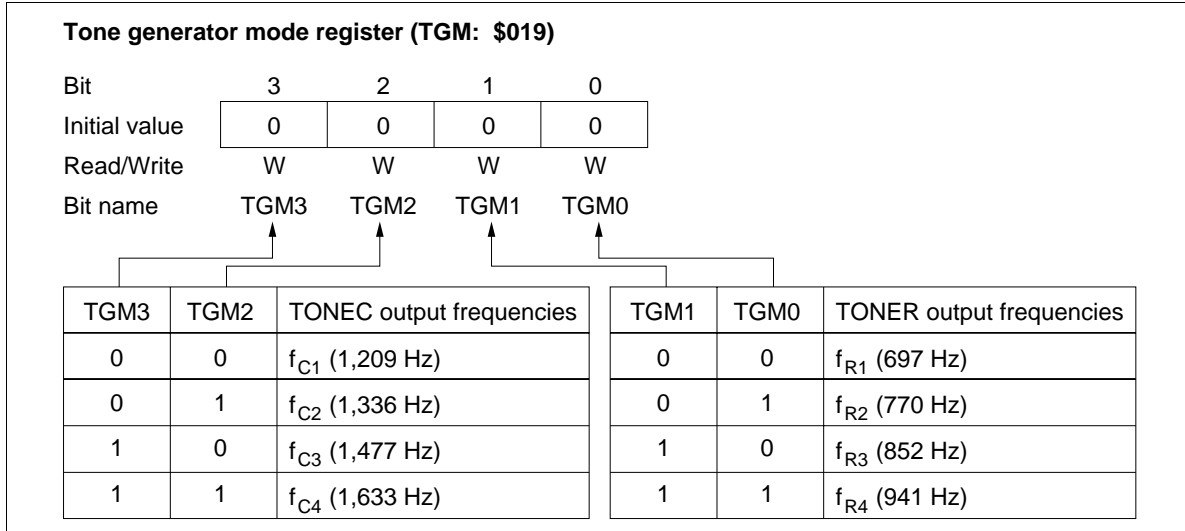 Tone generator mode register (TGM: $019)
Bit 3 2 1 0
Initial value 0 0 0 0
Read/Write W W W W
Bit name TGM3 TGM2 TGM1 TGM0
TGM3 TGM2 TONEC output frequencies
0 0 fC1 (1,209 Hz)
0 1 fC2 (1,336 Hz)
1 0 fC3 (1,477 Hz)
1 1 fC4 (1,633 Hz)
TGM1 TGM0 TONER output frequencies
0 0 fR1 (697 Hz)
0 1 fR2 (770 Hz)
1 0 fR3 (852 Hz)
1 1 fR4 (941 Hz)